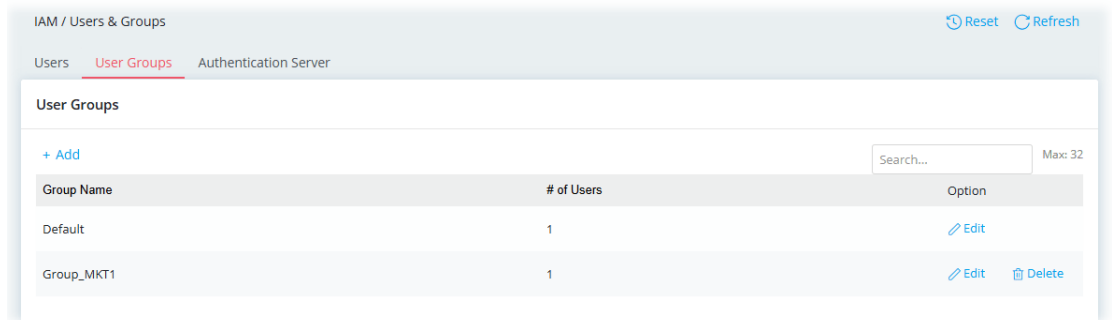 IAM / Users & Groups Reset Refresh
Users User Groups Authentication Server
User Groups
+ Add Search... Max: 32
Group Name # of Users Option
Default 1 Edit
Group_MKT1 1 Edit Delete